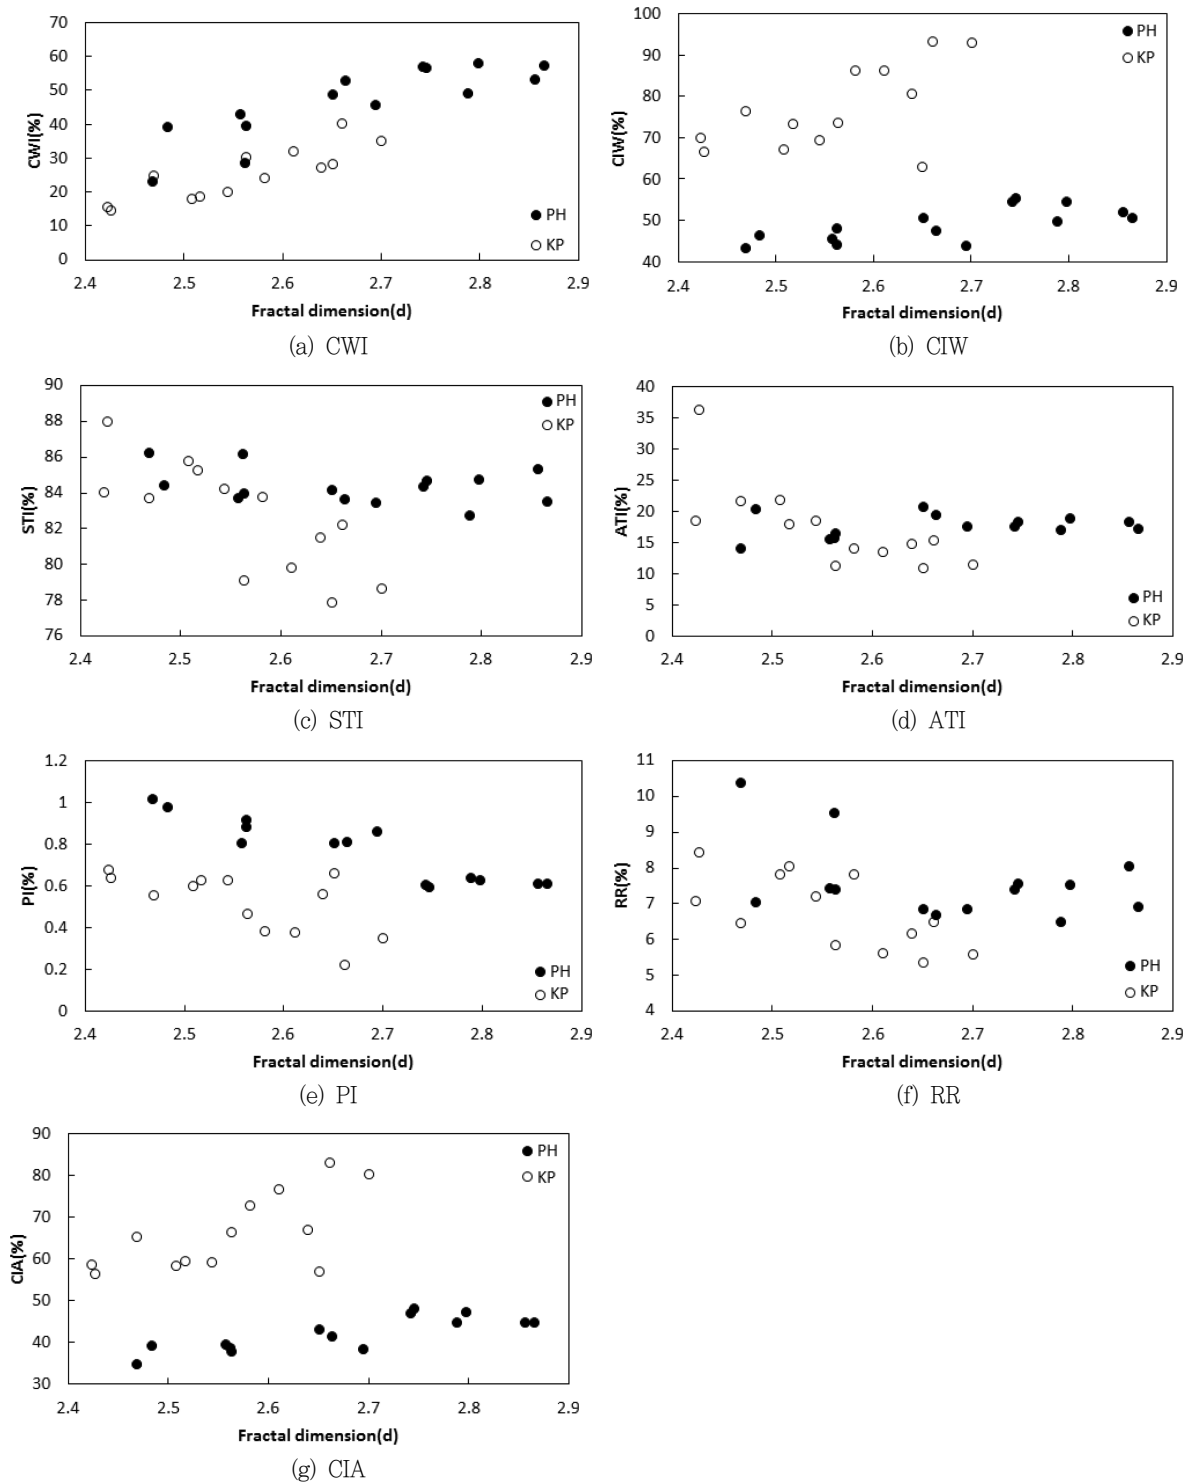 70
60
50
40
30
20
10
0
CWI(%)
PH
KP
2.4 2.5 2.6 2.7 2.8 2.9
Fractal dimension(d)
(a) CWI
100
90
80
70
60
50
40
CIW(%)
PH
KP
2.4 2.5 2.6 2.7 2.8 2.9
Fractal dimension(d)
(b) CIW
90
88
86
84
82
80
78
76
STI(%)
PH
KP
2.4 2.5 2.6 2.7 2.8 2.9
Fractal dimension(d)
(c) STI
40
35
30
25
20
15
10
5
0
ATI(%)
PH
KP
2.4 2.5 2.6 2.7 2.8 2.9
Fractal dimension(d)
(d) ATI
1.2
1
0.8
0.6
0.4
0.2
0
PI(%)
PH
KP
2.4 2.5 2.6 2.7 2.8 2.9
Fractal dimension(d)
(e) PI
11
10
9
8
7
6
5
4
RR(%)
PH
KP
2.4 2.5 2.6 2.7 2.8 2.9
Fractal dimension(d)
(f) RR
90
80
70
60
50
40
30
CIA(%)
PH
KP
2.4 2.5 2.6 2.7 2.8 2.9
Fractal dimension(d)
(g) CIA